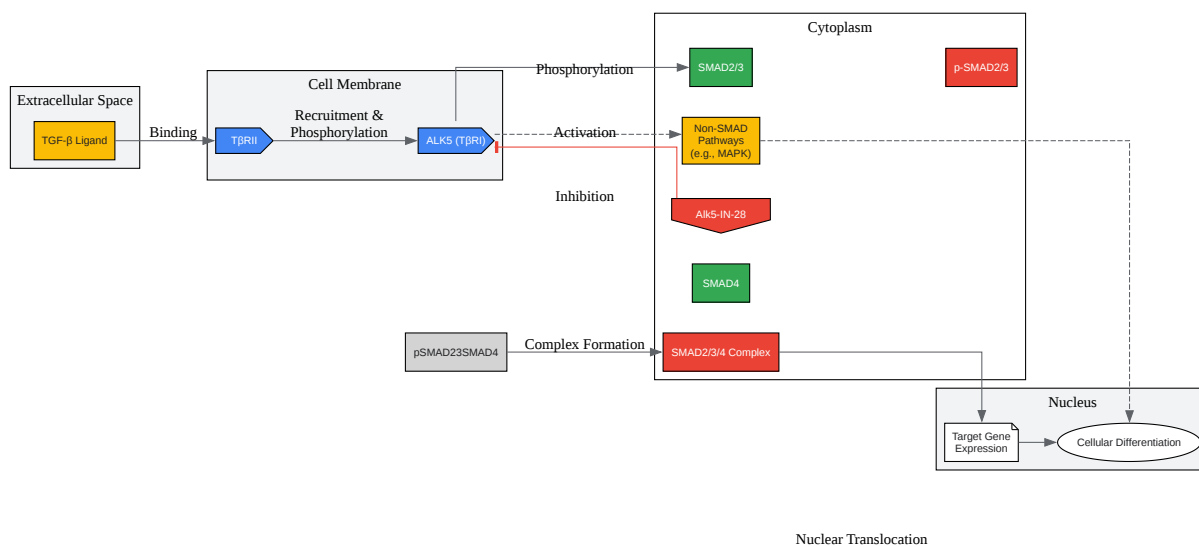 Cytoplasm
SMAD2/3
p-SMAD2/3
Phosphorylation
Cell Membrane
Extracellular Space
TGF-β Ligand
Binding
TβRII
Recruitment &
Phosphorylation
ALK5 (TβRI)
Activation
Non-SMAD
Pathways
(e.g., MAPK)
Inhibition
Alk5-IN-28
SMAD4
pSMAD23SMAD4
Complex Formation
SMAD2/3/4 Complex
Nucleus
Target Gene
Expression
Cellular Differentiation
Nuclear Translocation